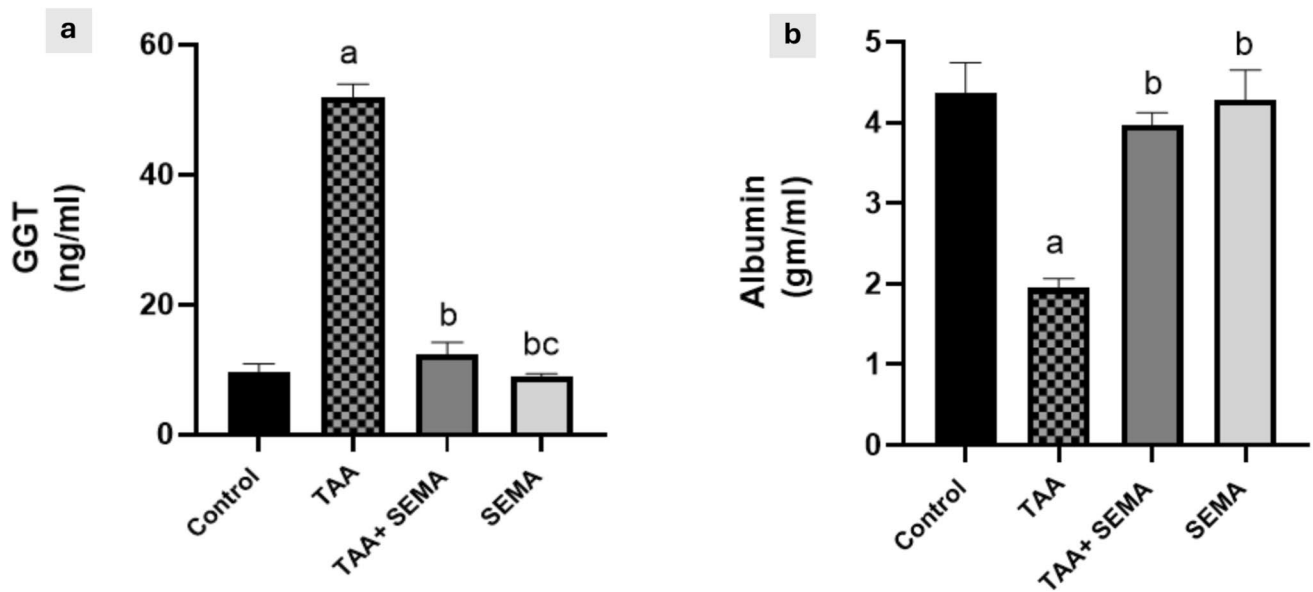 a
60
40
20
0
GGT
(ng/ml)
a
b
bc
Control
TAA
TAA+ SEMA
SEMA
b
5
4
3
2
1
0
Albumin
(gm/ml)
a
b
b
Control
TAA
TAA+ SEMA
SEMA